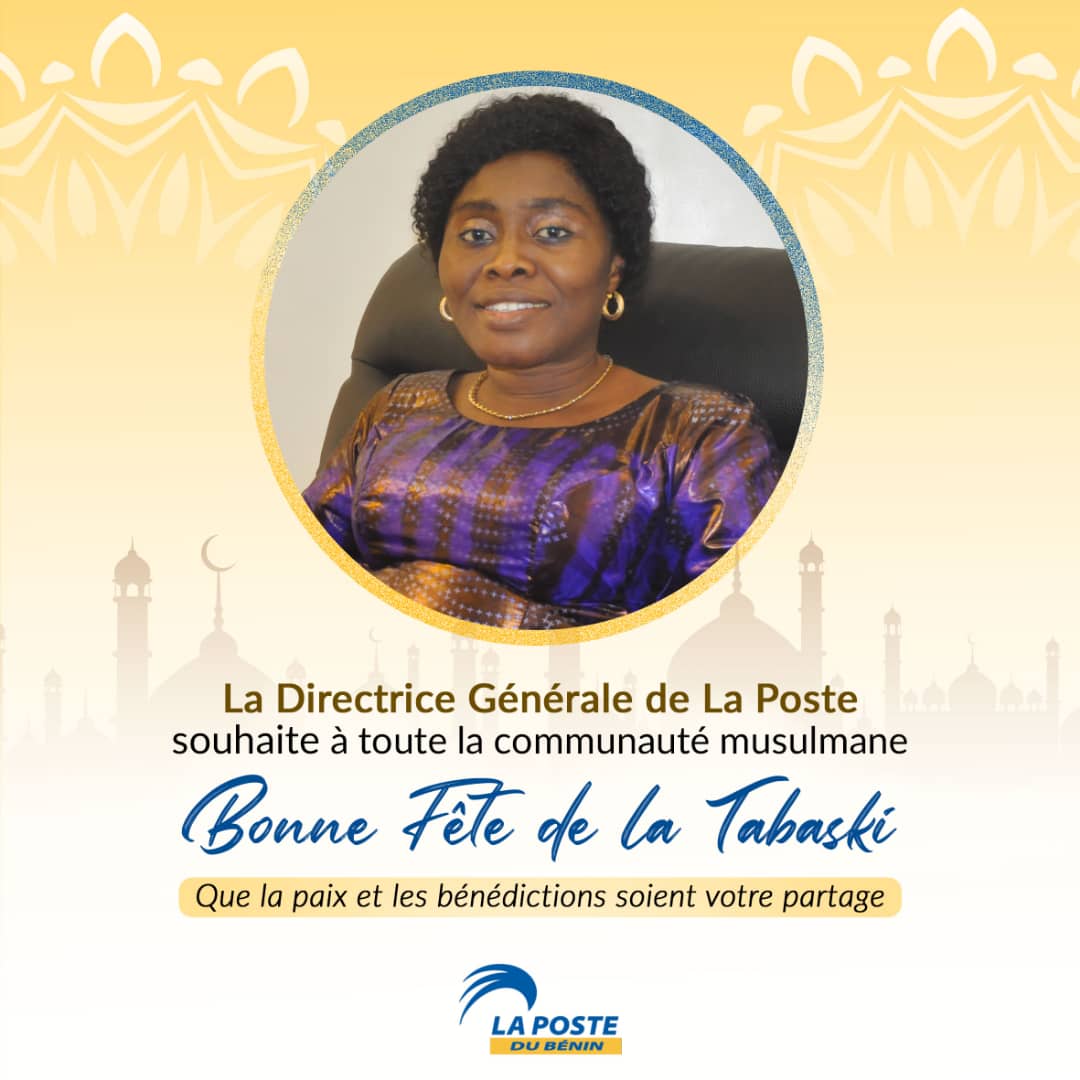 La Directrice Générale de La Poste
souhaite à toute la communauté musulmane
Bonne Fête de la Tabaski
Que la paix et les bénédictions soient votre partage
LA POSTE
DU BÉNIN